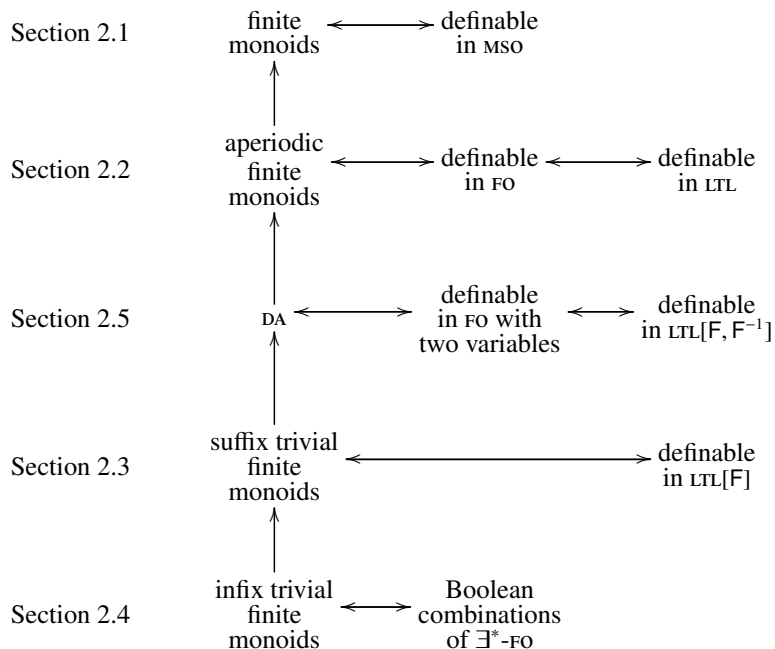 Section 2.1
finite
monoids
definable
in MSO
Section 2.2
aperiodic
finite
monoids
definable
in FO
definable
in LTL
Section 2.5
DA
definable
in FO with
two variables
definable
in LTL[F, F⁻¹]
Section 2.3
suffix trivial
finite
monoids
definable
in LTL[F]
Section 2.4
infix trivial
finite
monoids
Boolean
combinations
of ∃*-FO